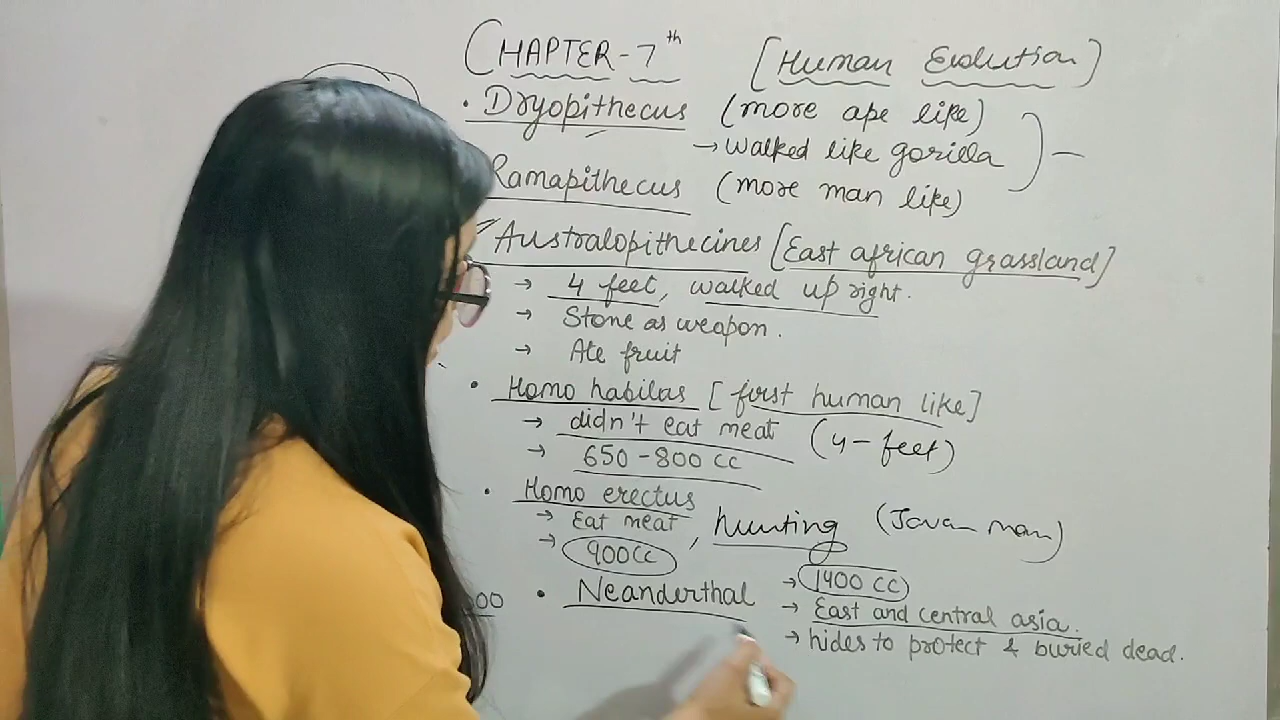 CHAPTER-7th [Human Evolution]
• Dryopithecus (more ape like)
→ walked like gorilla
Ramapithecus (more man like)
Australopithecines [East african grassland]
→ 4 feet, walked up right.
→ Stone as weapon.
→ Ate fruit
• Homo habilas [first human like]
→ didn't eat meat (4-feet)
→ 650-800 cc
• Homo erectus
→ Eat meat, hunting (Java man)
→ 900cc
• Neanderthal → 1400 cc
→ East and central asia.
→ hides to protect & buried dead.